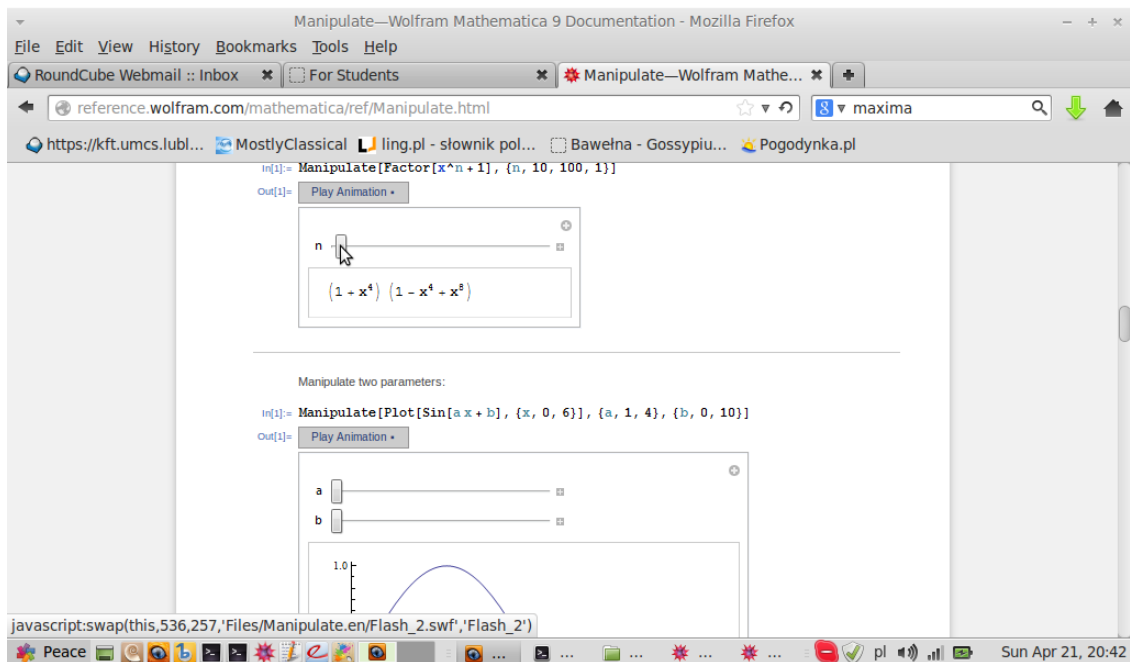 Manipulate—Wolfram Mathematica 9 Documentation - Mozilla Firefox
File Edit View History Bookmarks Tools Help
RoundCube Webmail :: Inbox For Students Manipulate—Wolfram Mathe...
reference.wolfram.com/mathematica/ref/Manipulate.html maxima
https://kft.umcs.lubl... MostlyClassical ling.pl - słownik pol... Bawełna - Gossypiu... Pogodynka.pl
In[1]:= Manipulate[Factor[x^n + 1], {n, 10, 100, 1}]
Out[1]= Play Animation
n
(1 + x⁴) (1 - x⁴ + x⁸)
Manipulate two parameters:
In[1]:= Manipulate[Plot[Sin[a x + b], {x, 0, 6}], {a, 1, 4}, {b, 0, 10}]
Out[1]= Play Animation
a
b
1.0
javascript:swap(this,536,257,'Files/Manipulate.en/Flash_2.swf','Flash_2')
Peace ... ... ... ... ... pl Sun Apr 21, 20:42